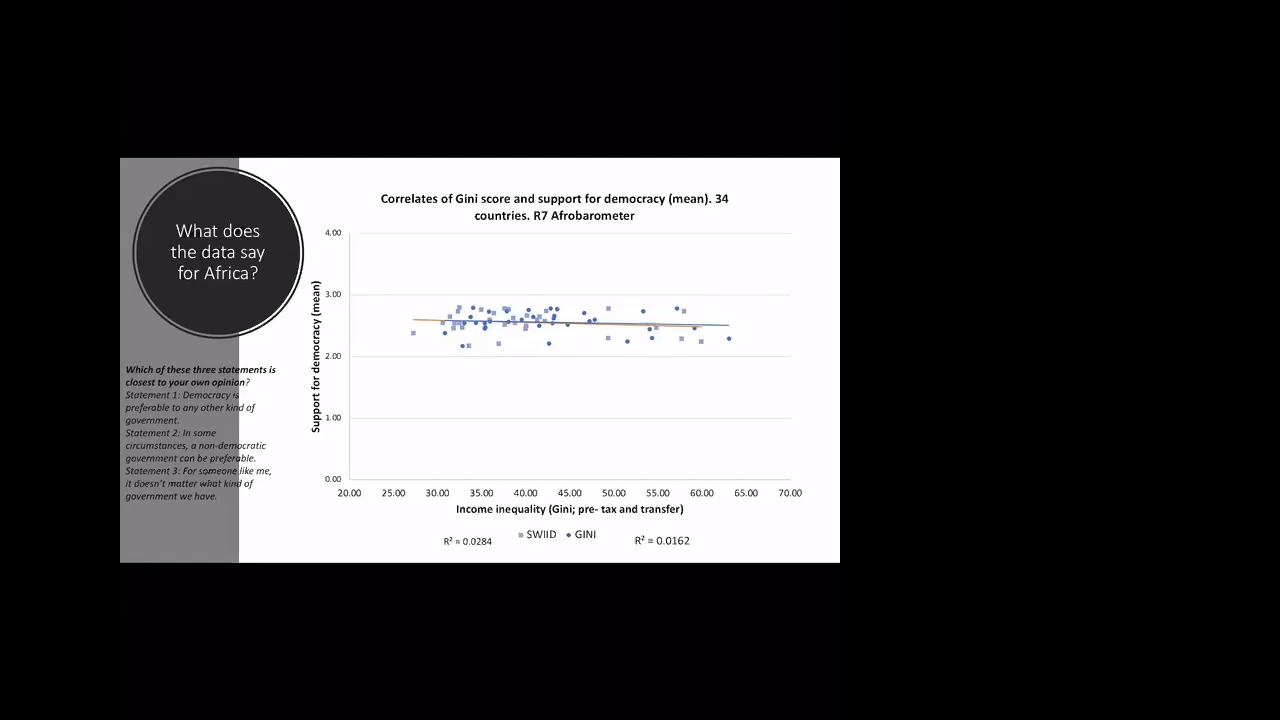 What does
the data say
for Africa?
Which of these three statements is
closest to your own opinion?
Statement 1: Democracy is
preferable to any other kind of
government.
Statement 2: In some
circumstances, a non-democratic
government can be preferable.
Statement 3: For someone like me,
it doesn't matter what kind of
government we have.
Correlates of Gini score and support for democracy (mean). 34
countries. R7 Afrobarometer
Support for democracy (mean)
4.00
3.00
2.00
1.00
0.00
20.00 25.00 30.00 35.00 40.00 45.00 50.00 55.00 60.00 65.00 70.00
Income inequality (Gini; pre- tax and transfer)
R² = 0.0284 SWIID GINI R² = 0.0162